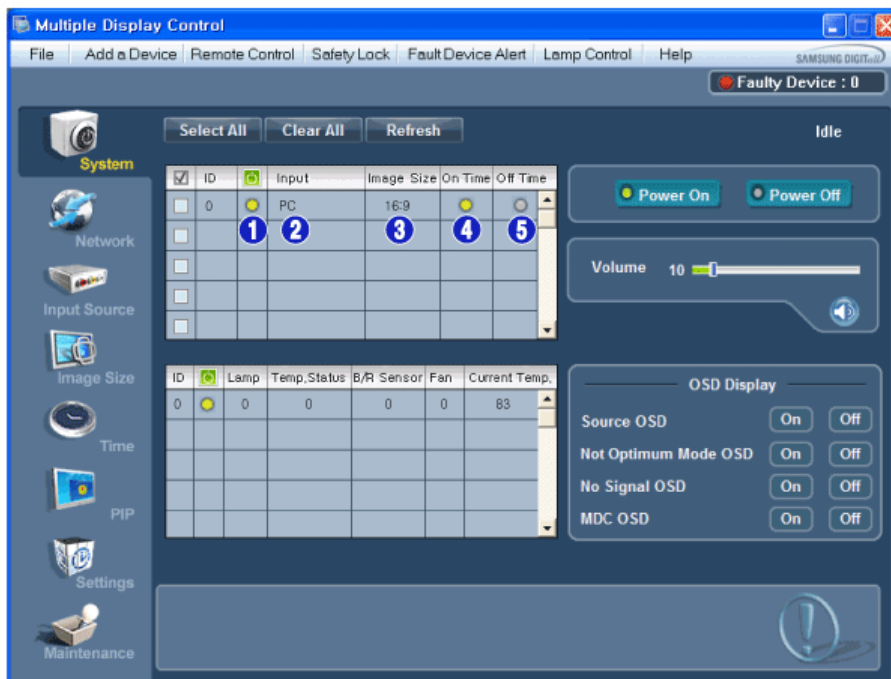 Multiple Display Control
File Add a Device Remote Control Safety Lock Fault Device Alert Lamp Control Help
SAMSUNG DIGITall
Faulty Device : 0
Select All Clear All Refresh Idle
System
Network
Input Source
Image Size
Time
PIP
Settings
Maintenance
ID Input Image Size On Time Off Time
0 PC 16:9
1 2 3 4 5
Power On Power Off
Volume 10
ID Lamp Temp,Status B/R Sensor Fan Current Temp,
0 0 0 0 0 83
OSD Display
Source OSD On Off
Not Optimum Mode OSD On Off
No Signal OSD On Off
MDC OSD On Off